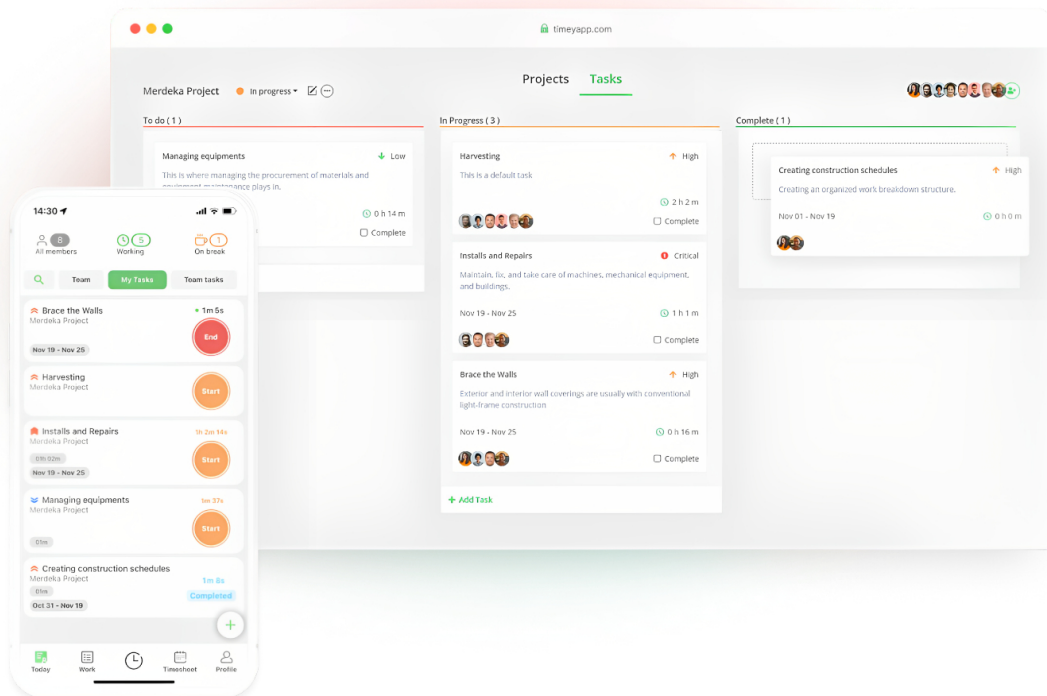 timeyapp.com
Projects
Tasks
Merdeka Project
In progress
To do ( 1 )
Managing equipments
Low
This is where managing the procurement of materials and
equipment maintenance plays in.
0 h 14 m
Complete
In Progress ( 3 )
Harvesting
High
This is a default task
2 h 2 m
Complete
Installs and Repairs
Critical
Maintain, fix, and take care of machines, mechanical equipment,
and buildings.
Nov 19 - Nov 25
1 h 1 m
Complete
Brace the Walls
High
Exterior and interior wall coverings are usually with conventional
light-frame construction
Nov 19 - Nov 25
0 h 16 m
Complete
+ Add Task
Complete ( 1 )
Creating construction schedules
High
Creating an organized work breakdown structure.
Nov 01 - Nov 19
0 h 0 m
14:30
8
All members
5
Working
1
On break
Team
My Tasks
Team tasks
Brace the Walls
1m 5s
Merdeka Project
End
Nov 19 - Nov 25
Harvesting
Merdeka Project
Start
Installs and Repairs
1h 2m 14s
Merdeka Project
01h 02m
Start
Nov 19 - Nov 25
Managing equipments
1m 37s
Merdeka Project
Start
01m
Creating construction schedules
Merdeka Project
1m 8s
01m
Completed
Oct 31 - Nov 19
Today
Work
Timesheet
Profile